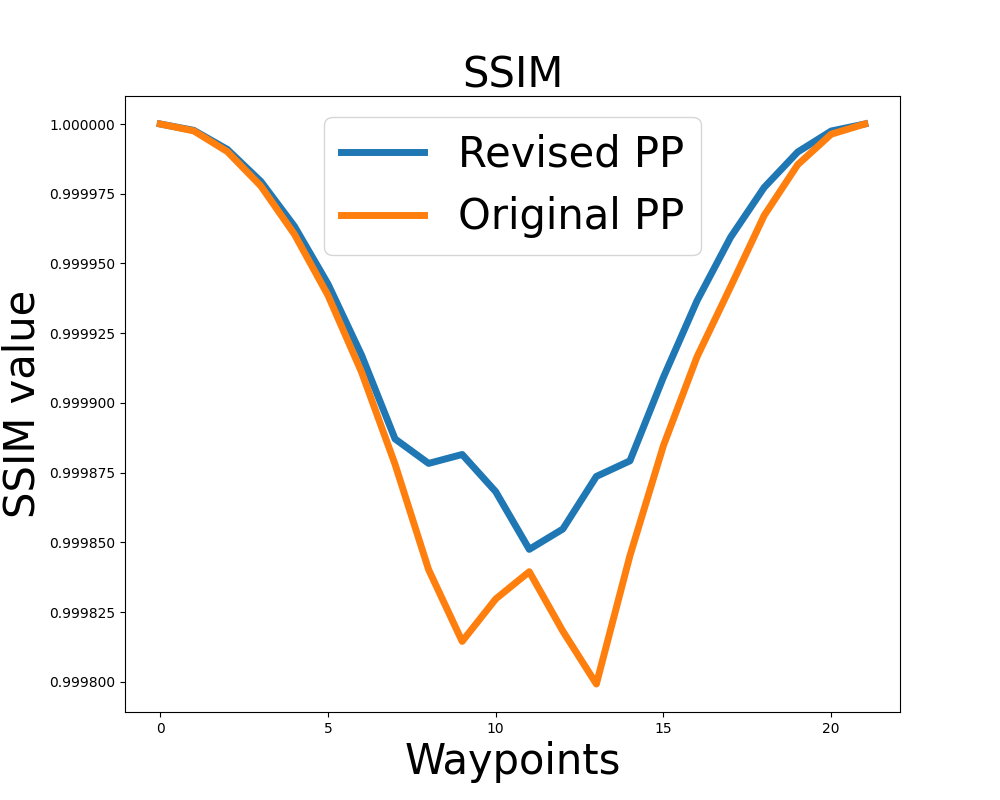 SSIM
1.000000
0.999975
0.999950
0.999925
0.999900
0.999875
0.999850
0.999825
0.999800
SSIM value
Revised PP
Original PP
0 5 10 15 20
Waypoints